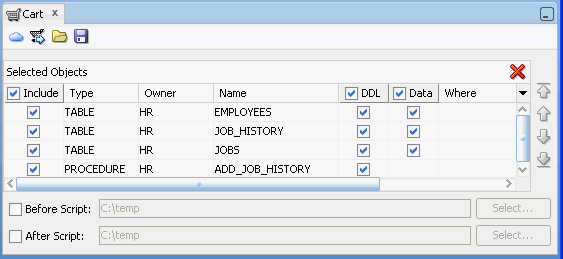 Cart
Selected Objects
Include Type Owner Name DDL Data Where
TABLE HR EMPLOYEES
TABLE HR JOB_HISTORY
TABLE HR JOBS
PROCEDURE HR ADD_JOB_HISTORY
Before Script: C:\temp Select...
After Script: C:\temp Select...